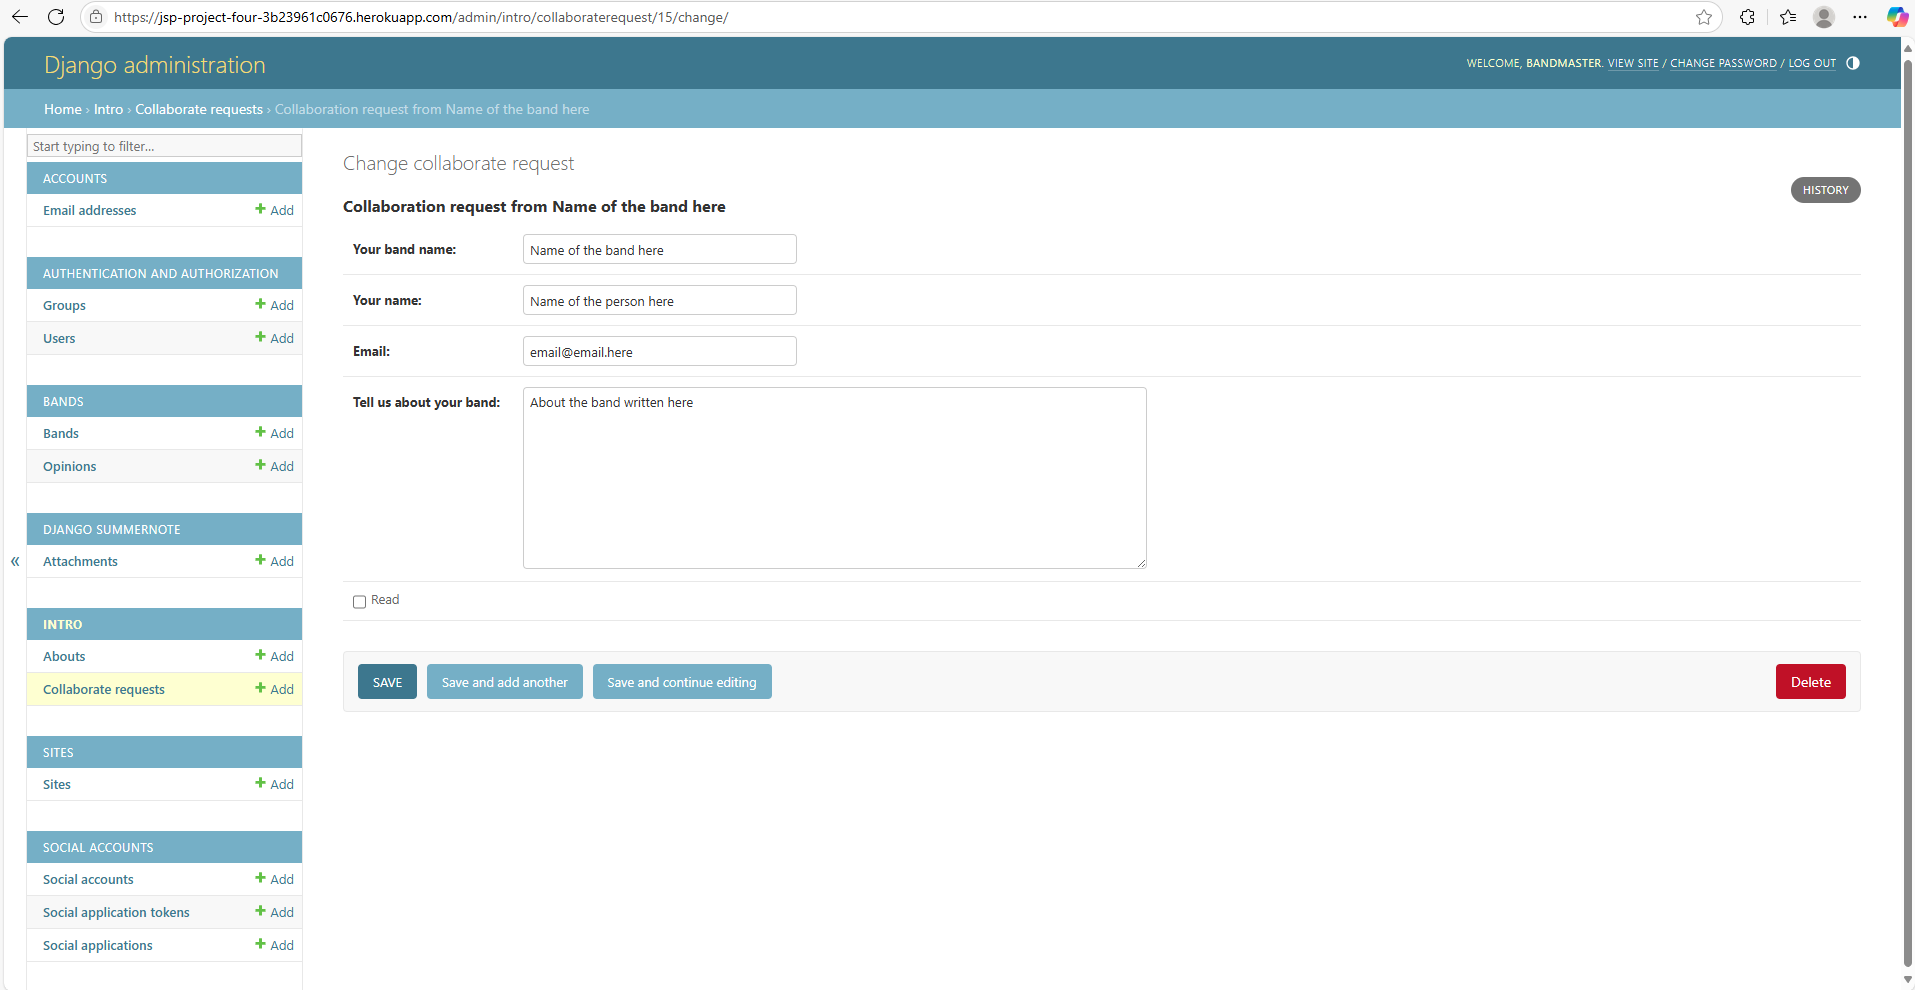 https://jsp-project-four-3b23961c0676.herokuapp.com/admin/intro/collaboraterequest/15/change/
Django administration
WELCOME, BANDMASTER. VIEW SITE / CHANGE PASSWORD / LOG OUT
Home › Intro › Collaborate requests › Collaboration request from Name of the band here
Start typing to filter...
ACCOUNTS
Email addresses + Add
AUTHENTICATION AND AUTHORIZATION
Groups + Add
Users + Add
BANDS
Bands + Add
Opinions + Add
DJANGO SUMMERNOTE
Attachments + Add
«
INTRO
Abouts + Add
Collaborate requests + Add
SITES
Sites + Add
SOCIAL ACCOUNTS
Social accounts + Add
Social application tokens + Add
Social applications + Add
Change collaborate request
HISTORY
Collaboration request from Name of the band here
Your band name: Name of the band here
Your name: Name of the person here
Email: email@email.here
Tell us about your band: About the band written here
Read
SAVE Save and add another Save and continue editing Delete